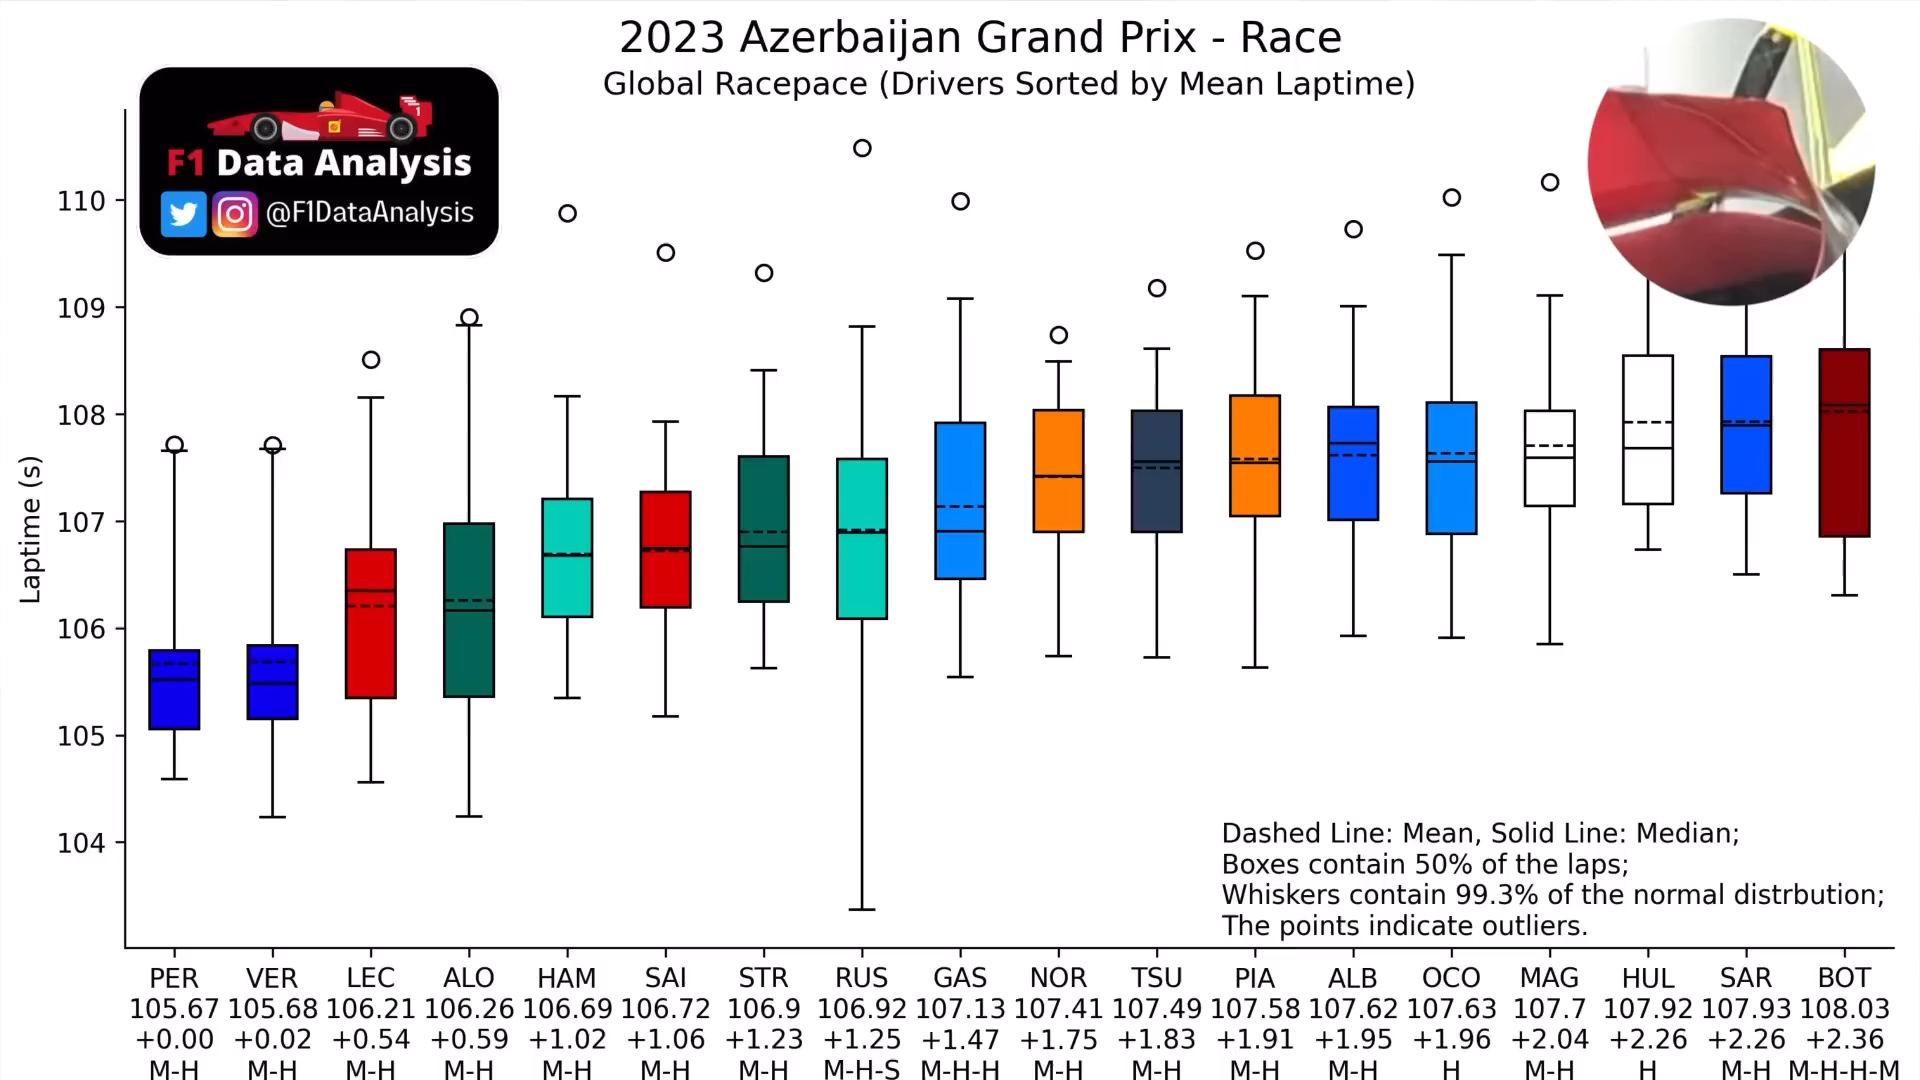 2023 Azerbaijan Grand Prix - Race
Global Racepace (Drivers Sorted by Mean Laptime)
F1 Data Analysis
@F1DataAnalysis
Laptime (s)
110
109
108
107
106
105
104
Dashed Line: Mean, Solid Line: Median;
Boxes contain 50% of the laps;
Whiskers contain 99.3% of the normal distrbution;
The points indicate outliers.
PER VER LEC ALO HAM SAI STR RUS GAS NOR TSU PIA ALB OCO MAG HUL SAR BOT
105.67 105.68 106.21 106.26 106.69 106.72 106.9 106.92 107.13 107.41 107.49 107.58 107.62 107.63 107.7 107.92 107.93 108.03
+0.00 +0.02 +0.54 +0.59 +1.02 +1.06 +1.23 +1.25 +1.47 +1.75 +1.83 +1.91 +1.95 +1.96 +2.04 +2.26 +2.26 +2.36
M-H M-H M-H M-H M-H M-H M-H M-H-S M-H-H M-H M-H M-H M-H H M-H H M-H M-H-H-M